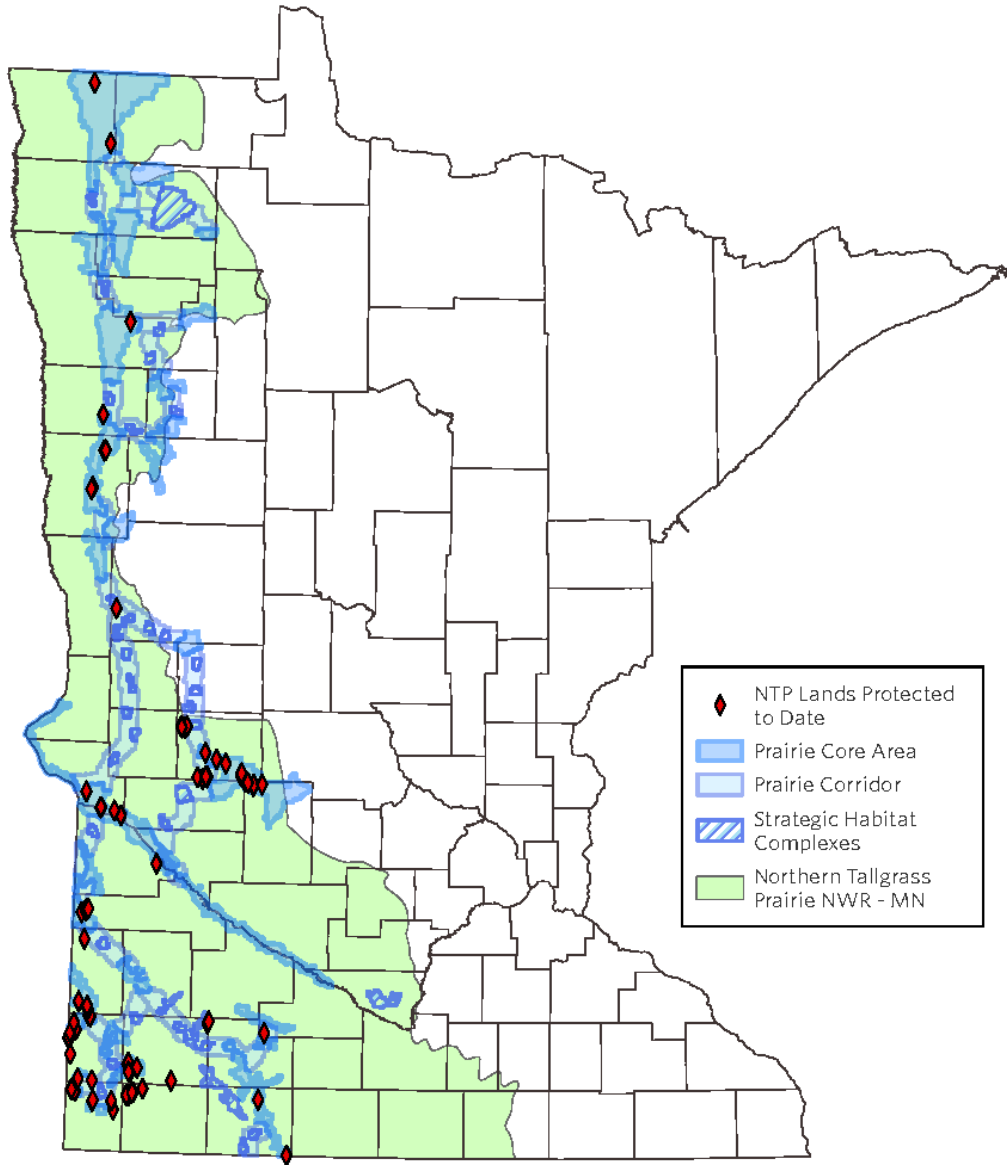 NTP Lands Protected
to Date
Prairie Core Area
Prairie Corridor
Strategic Habitat
Complexes
Northern Tallgrass
Prairie NWR - MN